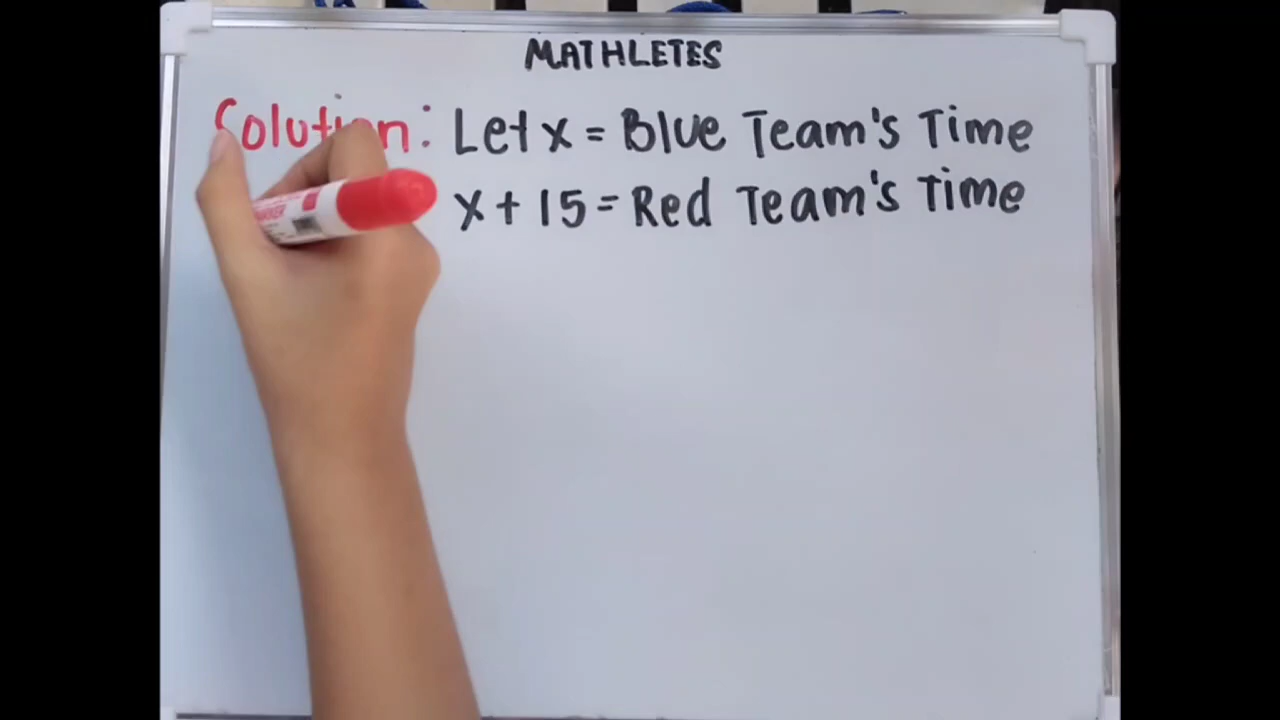 MATHLETES
Solution: Let x = Blue Team's Time
x + 15 = Red Team's Time